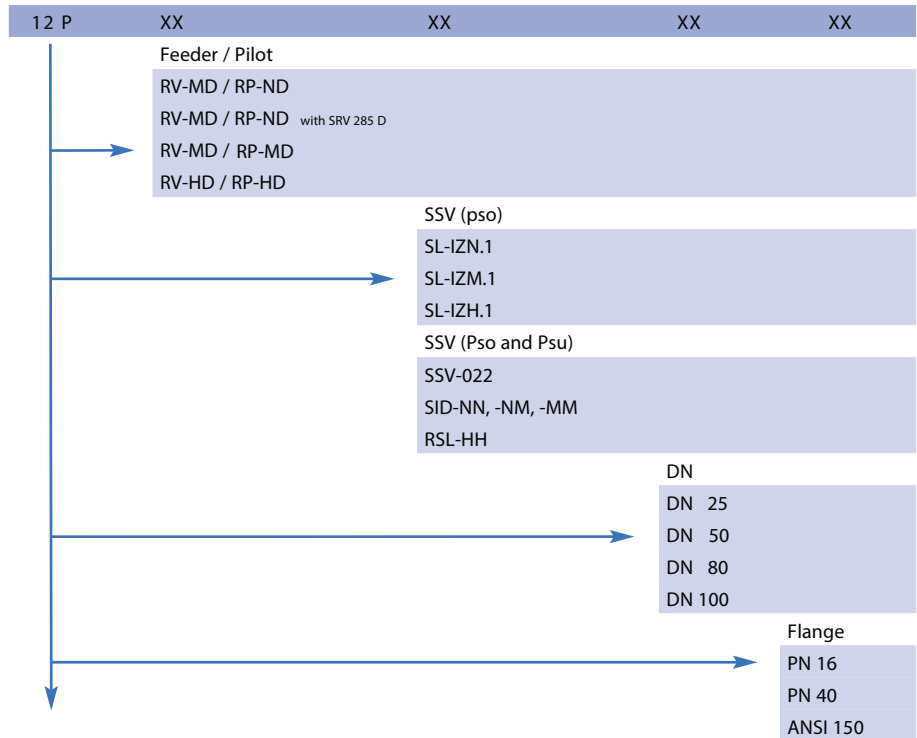 12 P XX XX XX XX
Feeder / Pilot
RV-MD / RP-ND
RV-MD / RP-ND with SRV 285 D
RV-MD / RP-MD
RV-HD / RP-HD
SSV (pso)
SL-IZN.1
SL-IZM.1
SL-IZH.1
SSV (Pso and Psu)
SSV-022
SID-NN, -NM, -MM
RSL-HH
DN
DN 25
DN 50
DN 80
DN 100
Flange
PN 16
PN 40
ANSI 150